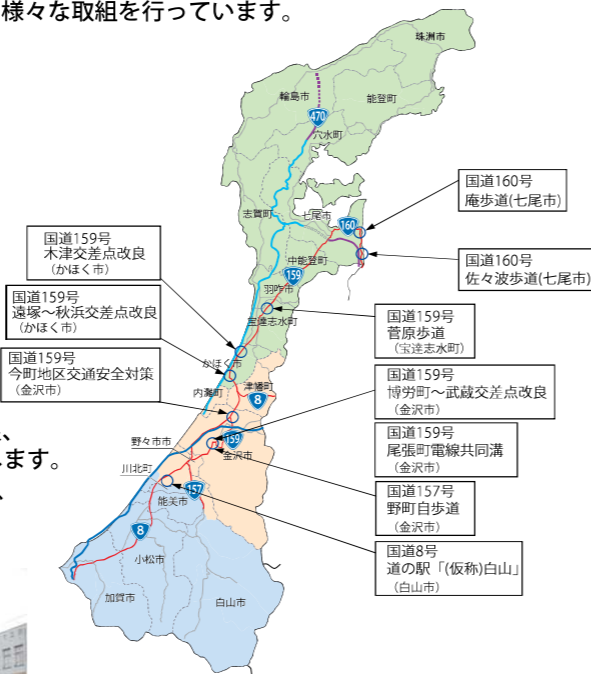 様々な取組を行っています。
珠洲市
輪島市
能登町
470
穴水町
志賀町
七尾市
160
中能登町
159
羽咋市
宝達志水町
かほく市
津幡町
内灘町
8
野々市市
159
金沢市
川北町
157
能美市
8
小松市
加賀市
白山市
国道160号
庵歩道(七尾市)
国道160号
佐々波歩道(七尾市)
国道159号
木津交差点改良
(かほく市)
国道159号
遠塚~秋浜交差点改良
(かほく市)
国道159号
今町地区交通安全対策
(金沢市)
国道159号
菅原歩道
(宝達志水町)
国道159号
博労町~武蔵交差点改良
(金沢市)
国道159号
尾張町電線共同溝
(金沢市)
国道157号
野町自歩道
(金沢市)
国道8号
道の駅「(仮称)白山」
(白山市)
、
ます。
、